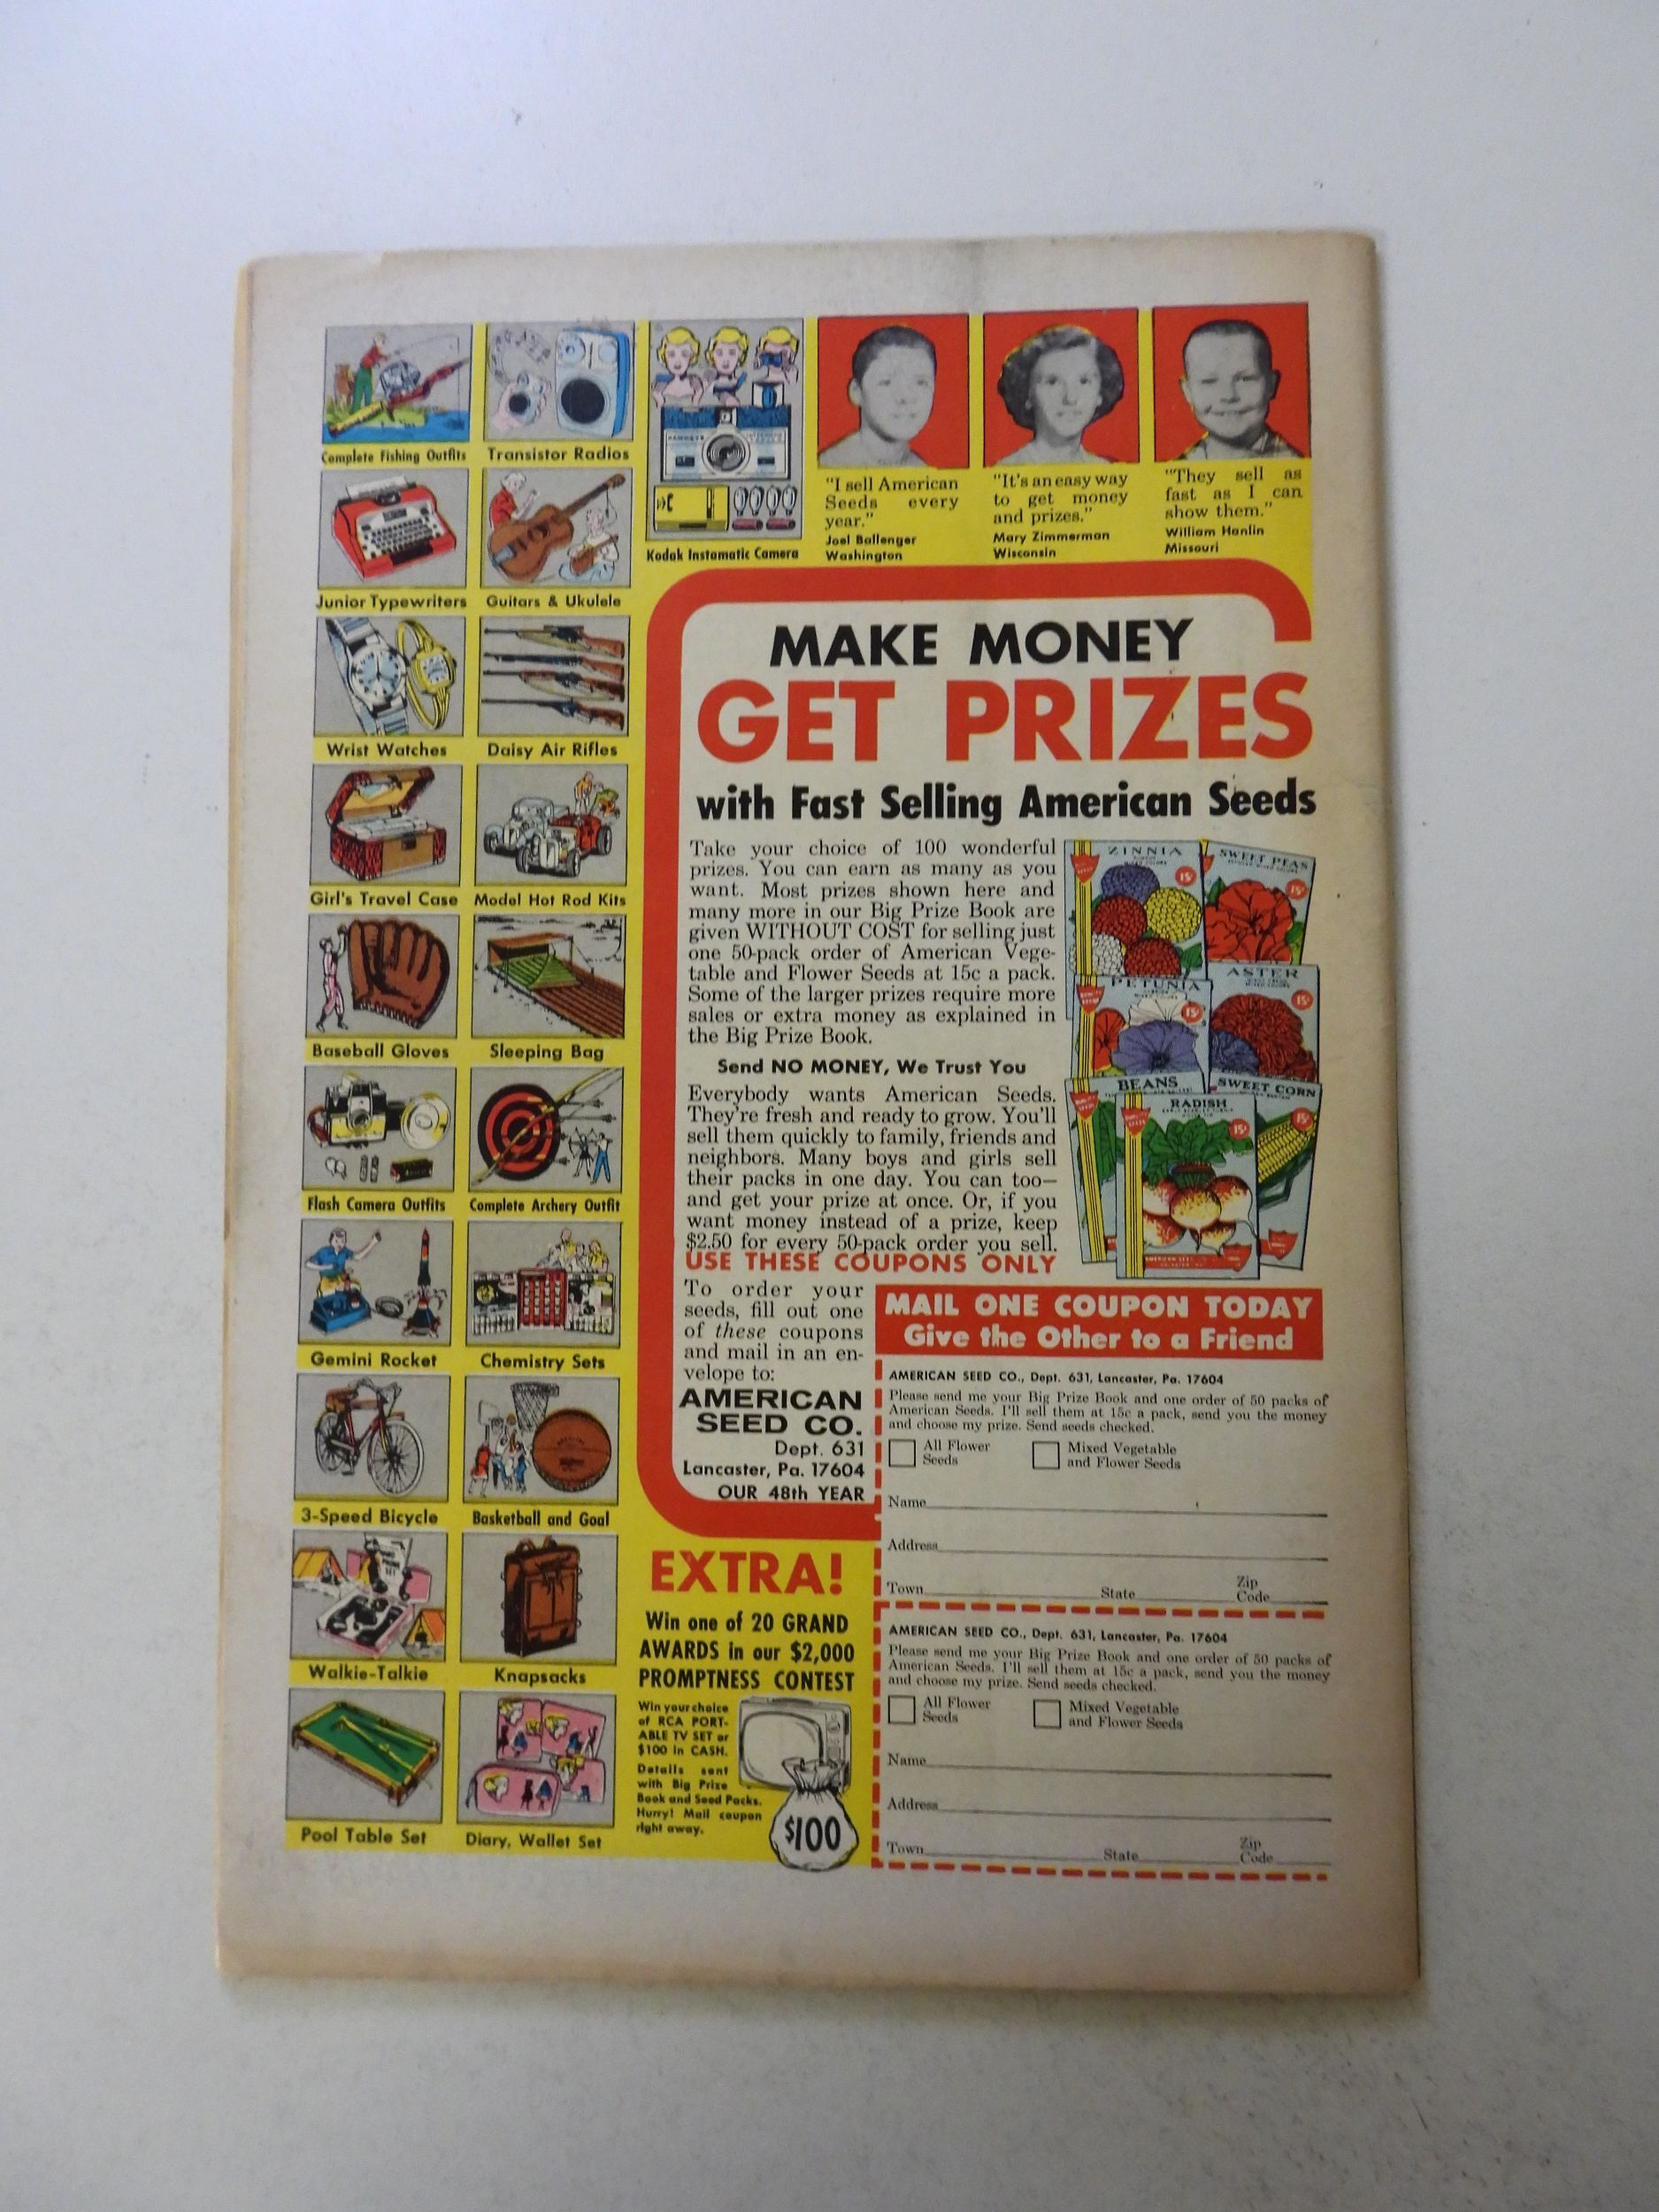 Complete Fishing Outfits
Transistor Radios
Kodak Instamatic Camera
Junior Typewriters
Guitars & Ukulele
Wrist Watches
Daisy Air Rifles
Girl's Travel Case
Model Hot Rod Kits
Baseball Gloves
Sleeping Bag
Flash Camera Outfits
Complete Archery Outfit
Gemini Rocket
Chemistry Sets
3-Speed Bicycle
Basketball and Goal
Walkie-Talkie
Knapsacks
Pool Table Set
Diary, Wallet Set
"I sell American
Seeds every
year."
Joel Ballenger
Washington
"It's an easy way
to get money
and prizes."
Mary Zimmerman
Wisconsin
"They sell as
fast as I can
show them."
William Hanlin
Missouri
MAKE MONEY
GET PRIZES
with Fast Selling American Seeds
Take your choice of 100 wonderful
prizes. You can earn as many as you
want. Most prizes shown here and
many more in our Big Prize Book are
given WITHOUT COST for selling just
one 50-pack order of American Vege-
table and Flower Seeds at 15c a pack.
Some of the larger prizes require more
sales or extra money as explained in
the Big Prize Book.
Send NO MONEY, We Trust You
Everybody wants American Seeds.
They're fresh and ready to grow. You'll
sell them quickly to family, friends and
neighbors. Many boys and girls sell
their packs in one day. You can too—
and get your prize at once. Or, if you
want money instead of a prize, keep
$2.50 for every 50-pack order you sell.
USE THESE COUPONS ONLY
ZINNIA
15¢
SWEET PEAS
15¢
PETUNIA
15¢
ASTER
15¢
BEANS
SWEET CORN
15¢
RADISH
15¢
To order your
seeds, fill out one
of these coupons
and mail in an en-
velope to:
AMERICAN
SEED CO.
Dept. 631
Lancaster, Pa. 17604
OUR 48th YEAR
MAIL ONE COUPON TODAY
Give the Other to a Friend
AMERICAN SEED CO., Dept. 631, Lancaster, Pa. 17604
Please send me your Big Prize Book and one order of 50 packs of
American Seeds. I'll sell them at 15c a pack, send you the money
and choose my prize. Send seeds checked.
All Flower
Seeds
Mixed Vegetable
and Flower Seeds
Name
Address
Town State Zip Code
AMERICAN SEED CO., Dept. 631, Lancaster, Pa. 17604
Please send me your Big Prize Book and one order of 50 packs of
American Seeds. I'll sell them at 15c a pack, send you the money
and choose my prize. Send seeds checked.
All Flower
Seeds
Mixed Vegetable
and Flower Seeds
Name
Address
Town State Zip Code
EXTRA!
Win one of 20 GRAND
AWARDS in our $2,000
PROMPTNESS CONTEST
Win your choice
of RCA PORT-
ABLE TV SET or
$100 in CASH.
Details sent
with Big Prize
Book and Seed Packs.
Hurry! Mail coupon
right away.
$100